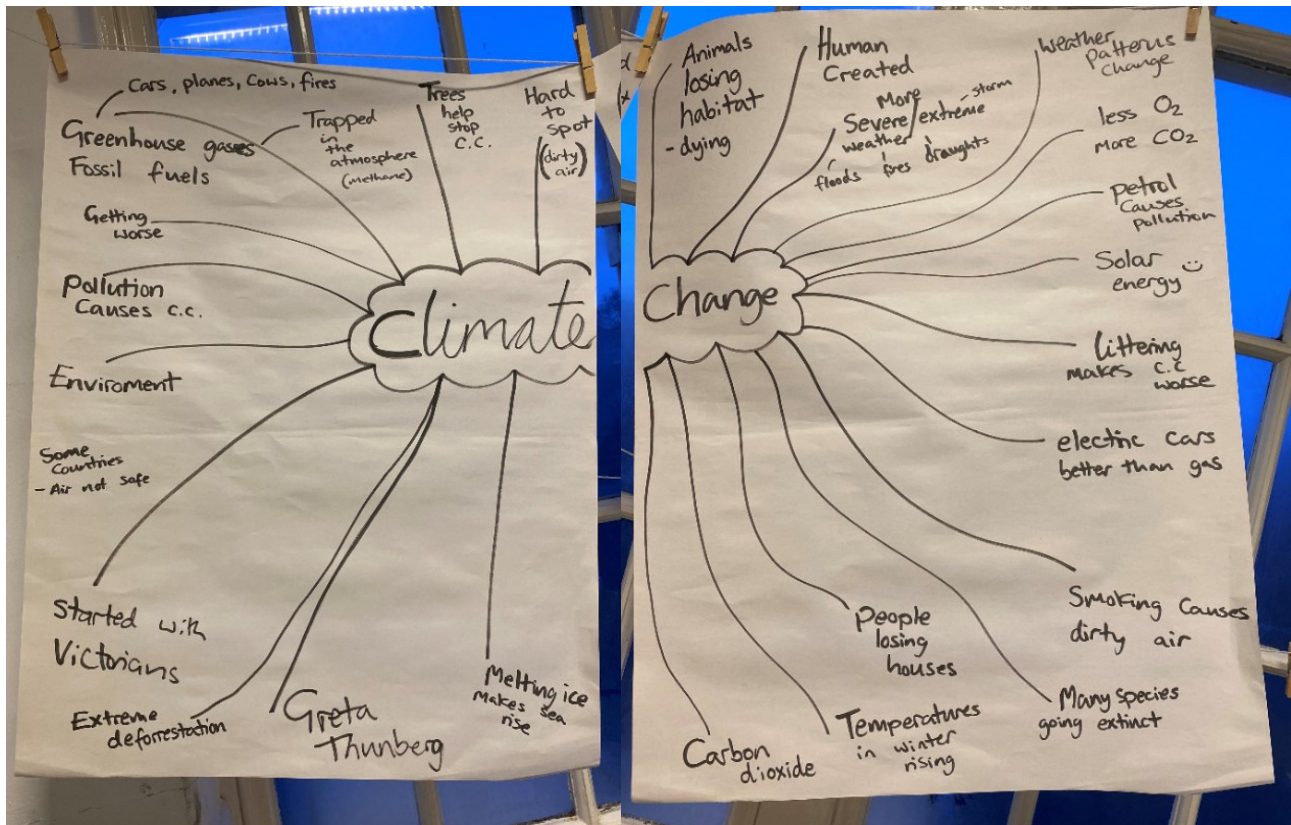 Cars, planes, Cows, fires
Greenhouse gases
Fossil fuels
Trapped
in
the
atmosphere
(methane)
Trees
help
stop
C.C.
Hard
to
spot
(dirty
air)
Getting
worse
Pollution
Causes c.c.
Enviroment
Some
Countries
- Air not safe
Started with
Victorians
Extreme
deforrestation
Greta
Thunberg
Melting ice
makes sea
rise
Climate
Change
Animals
losing
habitat
- dying
Human
Created
More
Severe/extreme - storm
weather
floods fires draughts
Weather
Patterns
Change
less O2
more CO2
Petrol
Causes
pollution
Solar
energy
littering
makes c.c
worse
electric cars
better than gas
Smoking Causes
dirty air
Many species
going extinct
People
losing
houses
Temperatures
in winter
rising
Carbon
dioxide